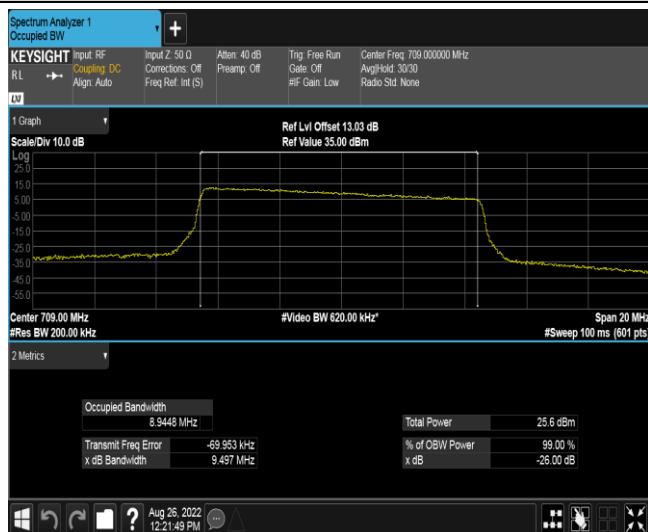 Spectrum Analyzer 1
Occupied BW
+
KEYSIGHT
RL
LXI
Input: RF
Coupling: DC
Align: Auto
Input Z: 50 Ω
Corrections: Off
Freq Ref: Int (S)
Atten: 40 dB
Preamp: Off
Trig: Free Run
Gate: Off
#IF Gain: Low
Center Freq: 709.000000 MHz
Avg|Hold: 30/30
Radio Std: None
1 Graph
Scale/Div 10.0 dB
Ref Lvl Offset 13.03 dB
Ref Value 35.00 dBm
Log
25.0
15.0
5.00
-5.00
-15.0
-25.0
-35.0
-45.0
-55.0
Center 709.00 MHz
#Video BW 620.00 kHz*
Span 20 MHz
#Res BW 200.00 kHz
#Sweep 100 ms (601 pts)
2 Metrics
Occupied Bandwidth
8.9448 MHz
Total Power 25.6 dBm
Transmit Freq Error -69.953 kHz
% of OBW Power 99.00 %
x dB Bandwidth 9.497 MHz
x dB -26.00 dB
?
Aug 26, 2022
12:21:49 PM